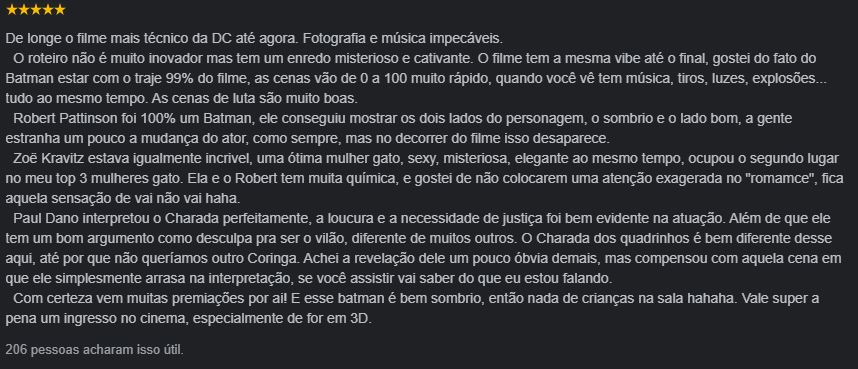 ★★★★★
De longe o filme mais técnico da DC até agora. Fotografia e música impecáveis.
O roteiro não é muito inovador mas tem um enredo misterioso e cativante. O filme tem a mesma vibe até o final, gostei do fato do
Batman estar com o traje 99% do filme, as cenas vão de 0 a 100 muito rápido, quando você vê tem música, tiros, luzes, explosões...
tudo ao mesmo tempo. As cenas de luta são muito boas.
Robert Pattinson foi 100% um Batman, ele conseguiu mostrar os dois lados do personagem, o sombrio e o lado bom, a gente
estranha um pouco a mudança do ator, como sempre, mas no decorrer do filme isso desaparece.
Zoë Kravitz estava igualmente incrivel, uma ótima mulher gato, sexy, misteriosa, elegante ao mesmo tempo, ocupou o segundo lugar
no meu top 3 mulheres gato. Ela e o Robert tem muita química, e gostei de não colocarem uma atenção exagerada no "romamce", fica
aquela sensação de vai não vai haha.
Paul Dano interpretou o Charada perfeitamente, a loucura e a necessidade de justiça foi bem evidente na atuação. Além de que ele
tem um bom argumento como desculpa pra ser o vilão, diferente de muitos outros. O Charada dos quadrinhos é bem diferente desse
aqui, até por que não queríamos outro Coringa. Achei a revelação dele um pouco óbvia demais, mas compensou com aquela cena em
que ele simplesmente arrasa na interpretação, se você assistir vai saber do que eu estou falando.
Com certeza vem muitas premiações por ai! E esse batman é bem sombrio, então nada de crianças na sala hahaha. Vale super a
pena um ingresso no cinema, especialmente de for em 3D.
206 pessoas acharam isso útil.